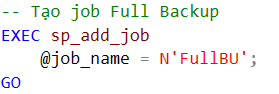 -- Tạo job Full Backup
EXEC sp_add_job
    @job_name = N'FullBU';
GO